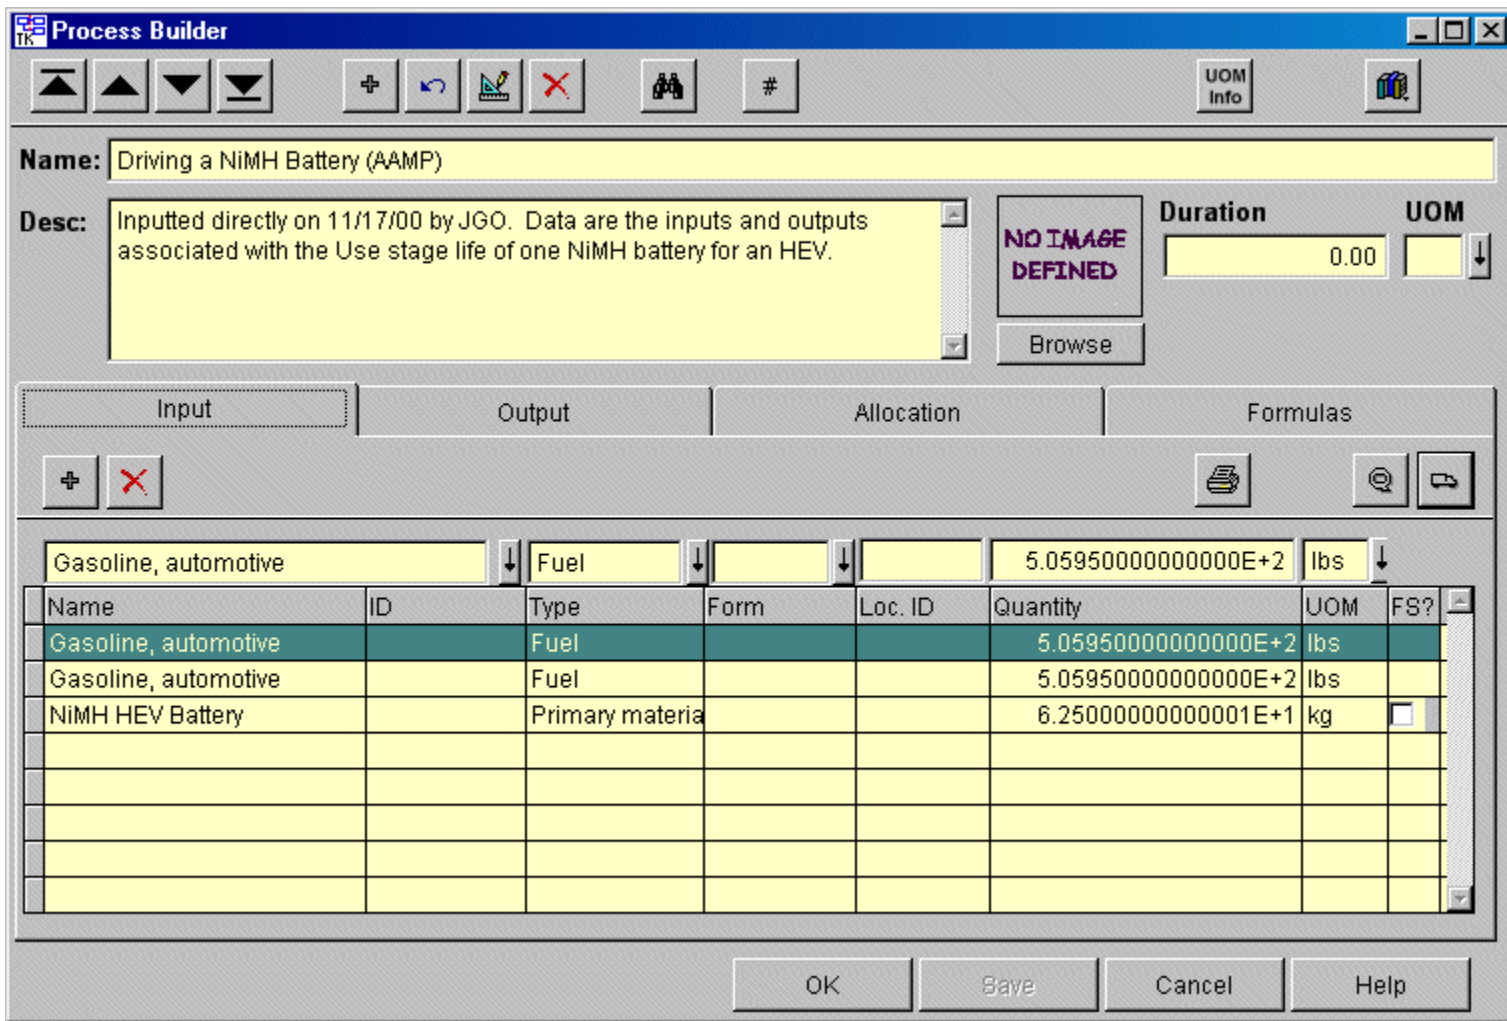 Process Builder
TK
#
UOM
Info
Name:
Driving a NiMH Battery (AAMP)
Desc:
Inputted directly on 11/17/00 by JGO.  Data are the inputs and outputs
associated with the Use stage life of one NiMH battery for an HEV.
NO IMAGE
DEFINED
Browse
Duration UOM
0.00
Input Output Allocation Formulas
Gasoline, automotive Fuel 5.05950000000000E+2 lbs
Name ID Type Form Loc. ID Quantity UOM FS?
Gasoline, automotive Fuel 5.05950000000000E+2 lbs
Gasoline, automotive Fuel 5.05950000000000E+2 lbs
NiMH HEV Battery Primary materia 6.25000000000001E+1 kg
OK Save Cancel Help